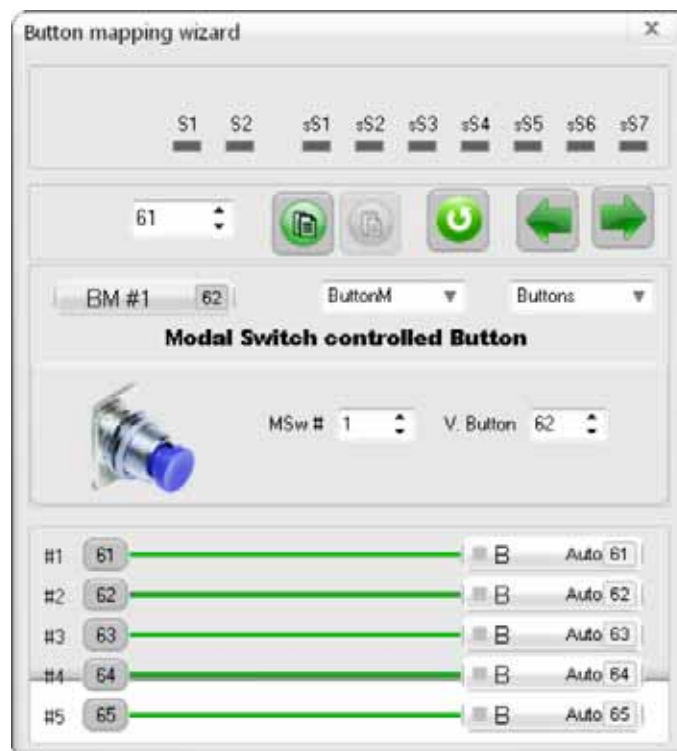 Button mapping wizard x
S1 S2 sS1 sS2 sS3 sS4 sS5 sS6 sS7
61
BM #1 62 ButtonM Buttons
Modal Switch controlled Button
MSw # 1 V. Button 62
#1 61 B Auto 61
#2 62 B Auto 62
#3 63 B Auto 63
#4 64 B Auto 64
#5 65 B Auto 65